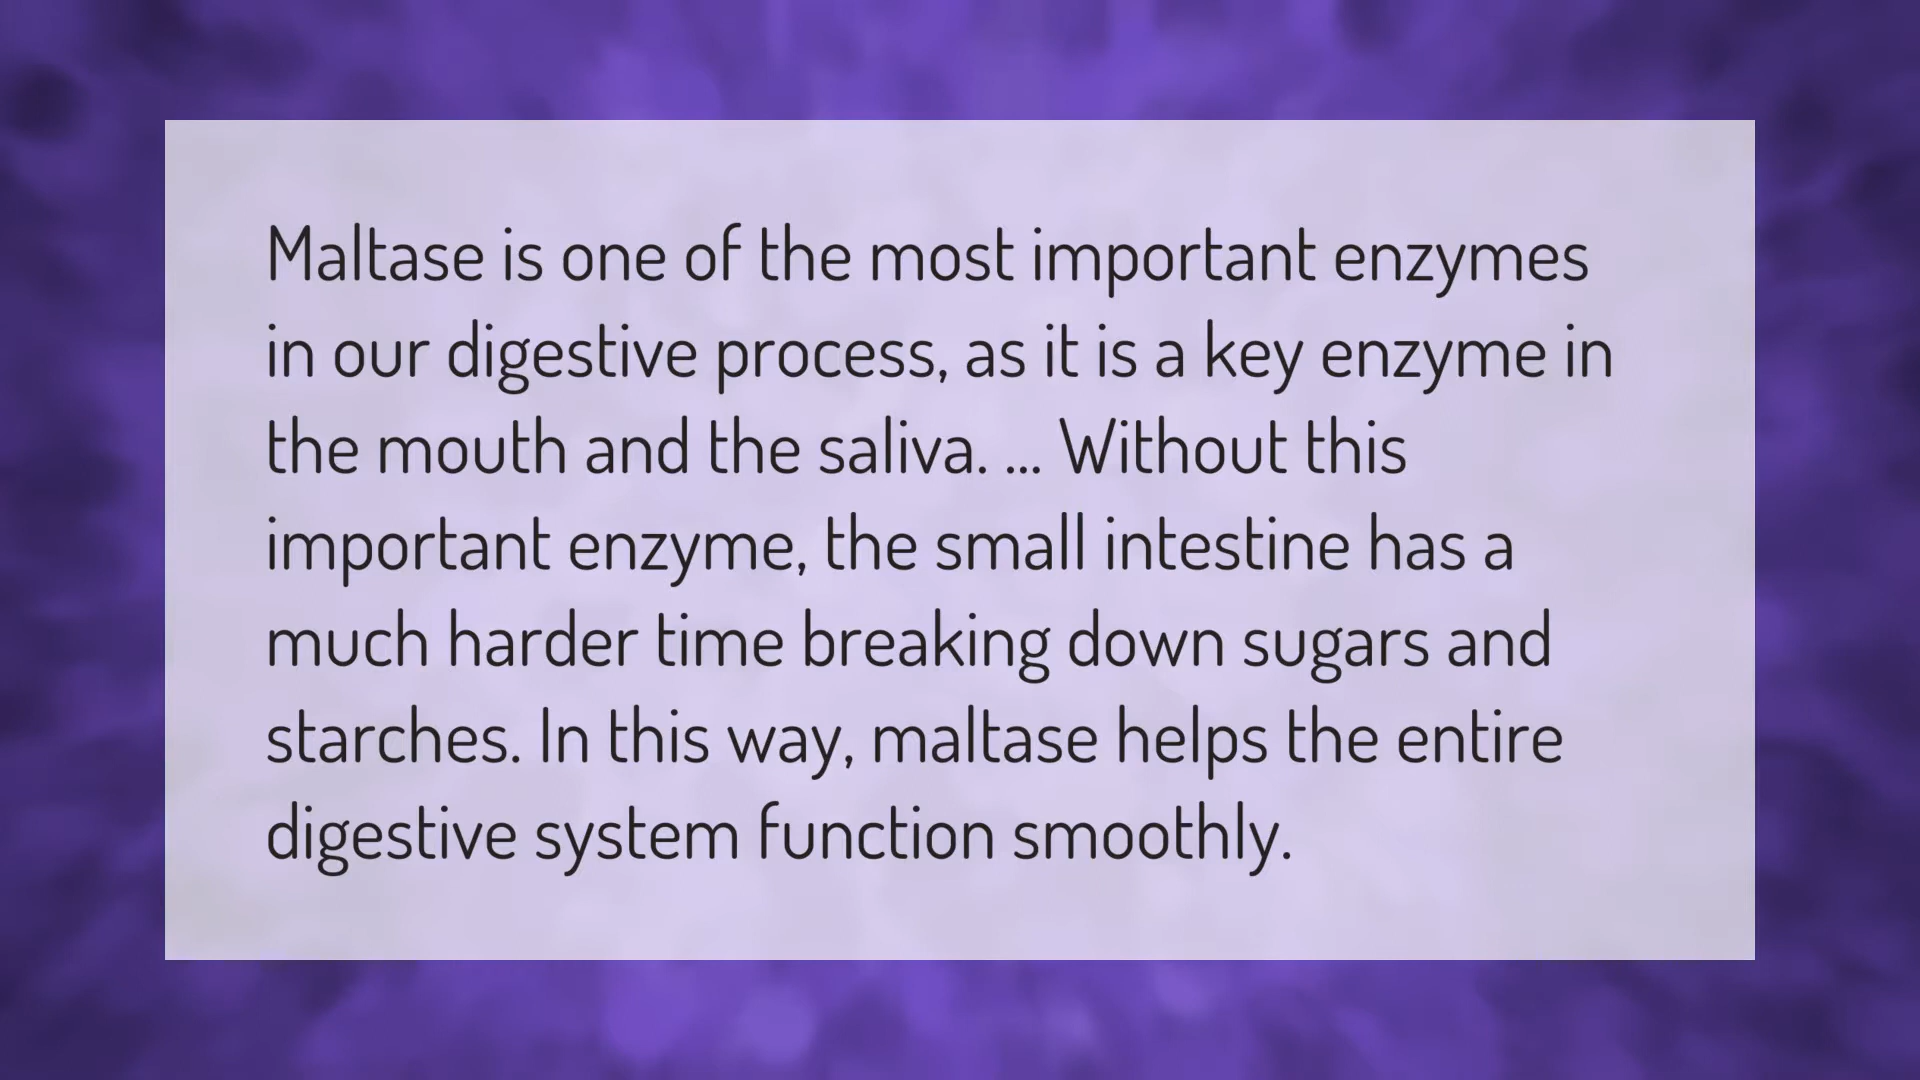 Maltase is one of the most important enzymes
in our digestive process, as it is a key enzyme in
the mouth and the saliva. ... Without this
important enzyme, the small intestine has a
much harder time breaking down sugars and
starches. In this way, maltase helps the entire
digestive system function smoothly.